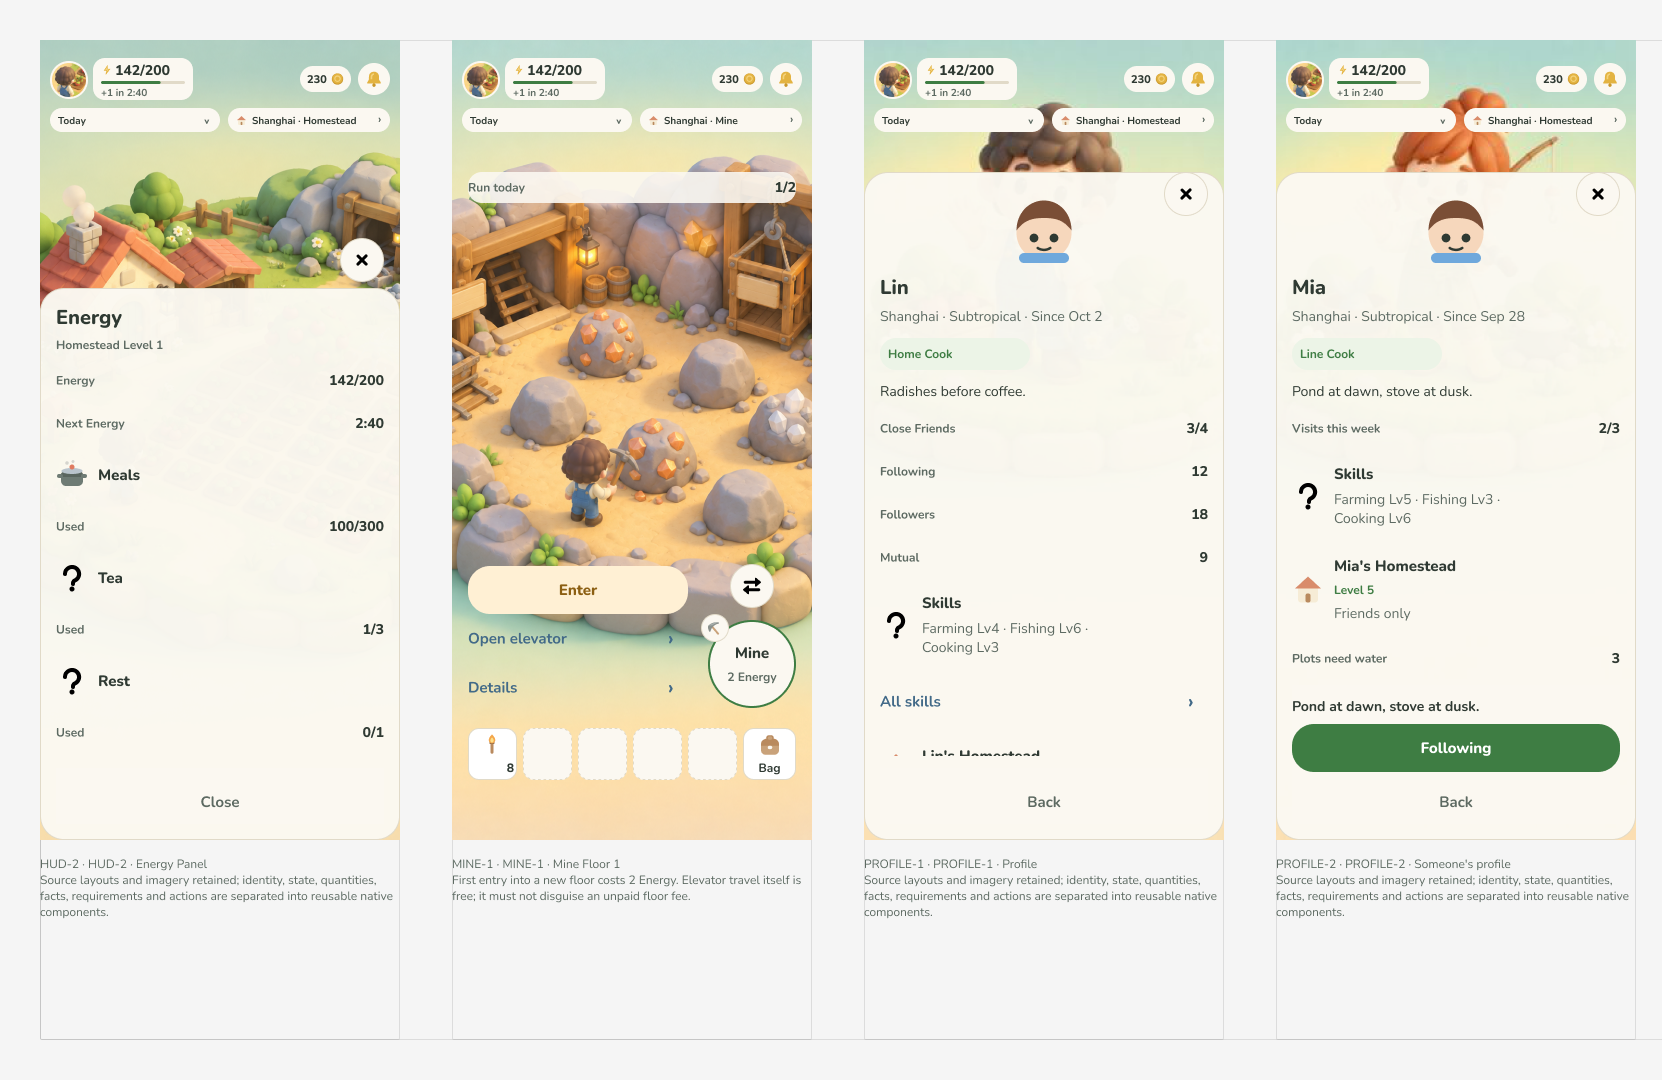 142/200
+1 in 2:40
230
Today
Shanghai · Homestead
Energy
Homestead Level 1
Energy 142/200
Next Energy 2:40
Meals
Used 100/300
Tea
Used 1/3
Rest
Used 0/1
Close
HUD-2 · HUD-2 · Energy Panel
Source layouts and imagery retained; identity, state, quantities,
facts, requirements and actions are separated into reusable native
components.
142/200
+1 in 2:40
230
Today
Shanghai · Mine
Run today 1/2
Enter
Open elevator
Mine
2 Energy
Details
8
Bag
MINE-1 · MINE-1 · Mine Floor 1
First entry into a new floor costs 2 Energy. Elevator travel itself is
free; it must not disguise an unpaid floor fee.
142/200
+1 in 2:40
230
Today
Shanghai · Homestead
Lin
Shanghai · Subtropical · Since Oct 2
Home Cook
Radishes before coffee.
Close Friends 3/4
Following 12
Followers 18
Mutual 9
Skills
Farming Lv4 · Fishing Lv6 ·
Cooking Lv3
All skills
Lin's Homestead
Back
PROFILE-1 · PROFILE-1 · Profile
Source layouts and imagery retained; identity, state, quantities,
facts, requirements and actions are separated into reusable native
components.
142/200
+1 in 2:40
230
Today
Shanghai · Homestead
Mia
Shanghai · Subtropical · Since Sep 28
Line Cook
Pond at dawn, stove at dusk.
Visits this week 2/3
Skills
Farming Lv5 · Fishing Lv3 ·
Cooking Lv6
Mia's Homestead
Level 5
Friends only
Plots need water 3
Pond at dawn, stove at dusk.
Following
Back
PROFILE-2 · PROFILE-2 · Someone's profile
Source layouts and imagery retained; identity, state, quantities,
facts, requirements and actions are separated into reusable native
components.